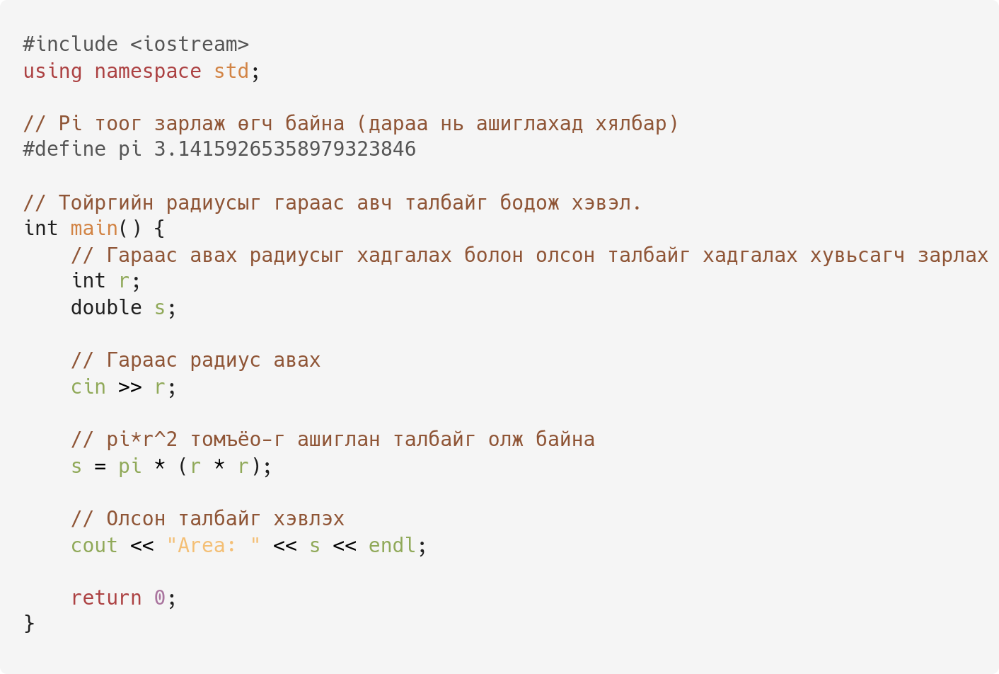 #include <iostream>
using namespace std;
// Pi тоог зарлаж өгч байна (дараа нь ашиглахад хялбар)
#define pi 3.14159265358979323846
// Тойргийн радиусыг гараас авч талбайг бодож хэвэл.
int main() {
// Гараас авах радиусыг хадгалах болон олсон талбайг хадгалах хувьсагч зарлах
int r;
double s;
// Гараас радиус авах
cin >> r;
// pi*r^2 томъёо-г ашиглан талбайг олж байна
s = pi * (r * r);
// Олсон талбайг хэвлэх
cout << "Area: " << s << endl;
return 0;
}